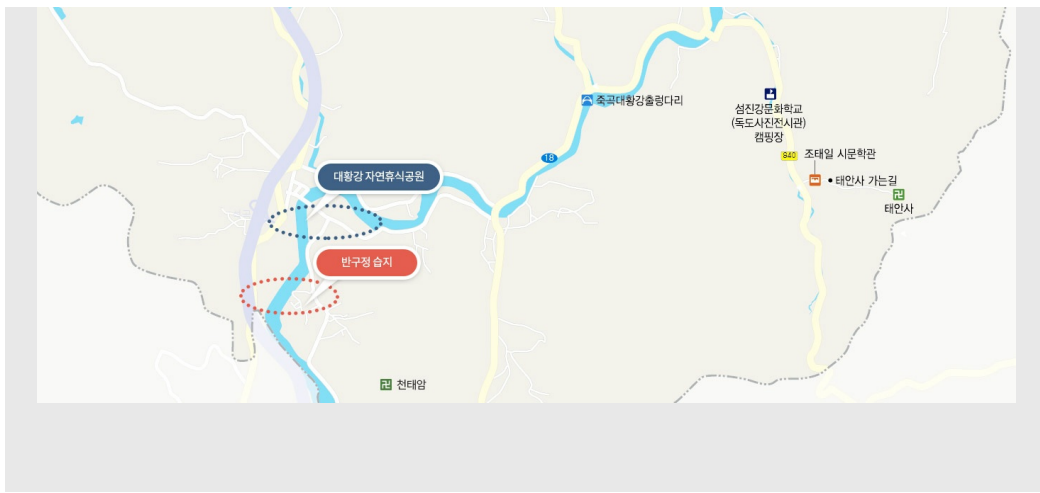 죽곡대황강출렁다리
섬진강문화학교
(독도사진전시관)
캠핑장
18
840
조태일 시문학관
대황강 자연휴식공원
• 태안사 가는길
태안사
반구정 습지
천태암